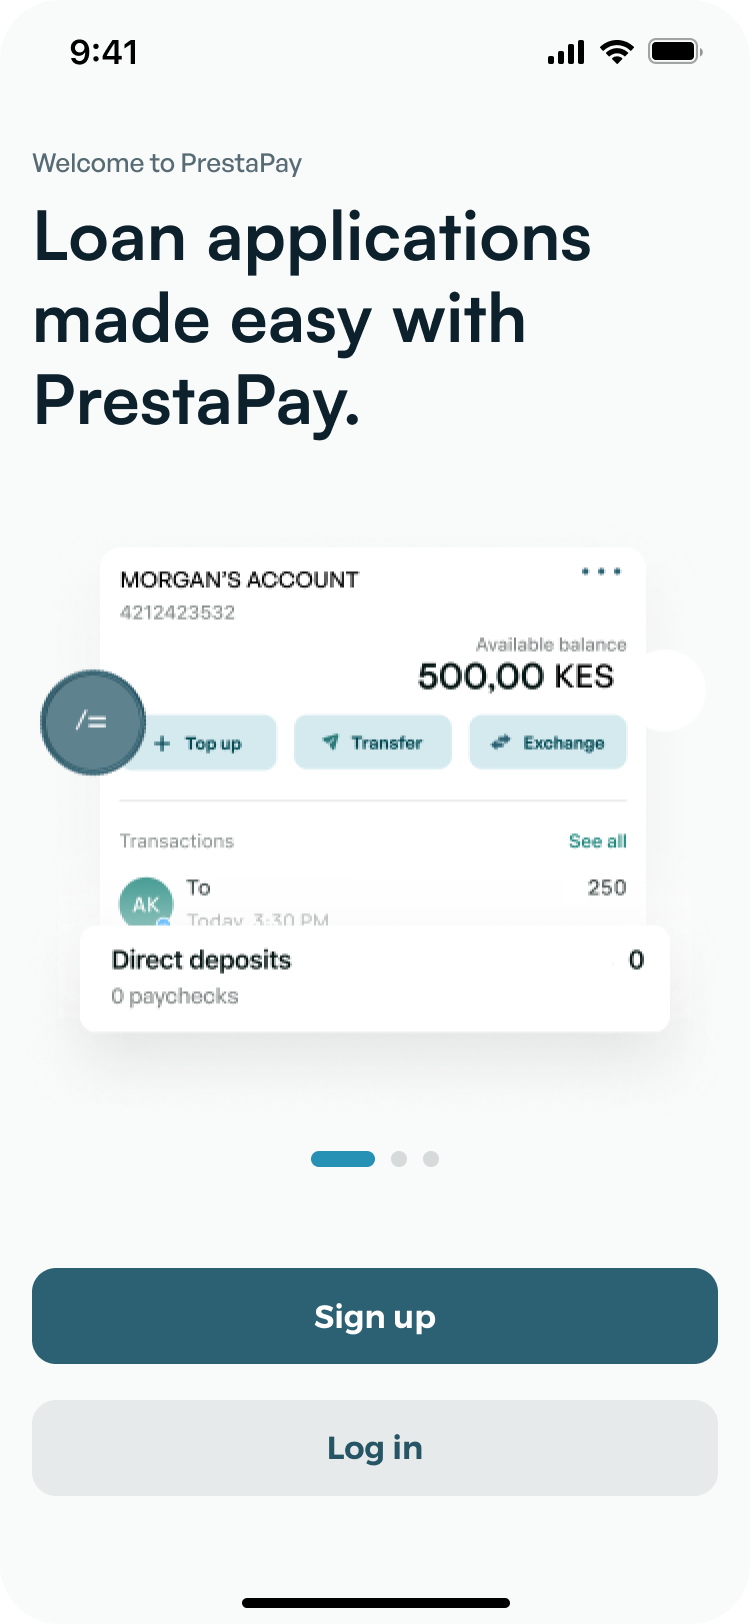 9:41
Welcome to PrestaPay
Loan applications
made easy with
PrestaPay.
MORGAN'S ACCOUNT
4212423532
Available balance
500,00 KES
/=
+ Top up
Transfer
Exchange
Transactions
See all
AK
To
250
Today, 3:30 PM
Direct deposits
0
0 paychecks
Sign up
Log in